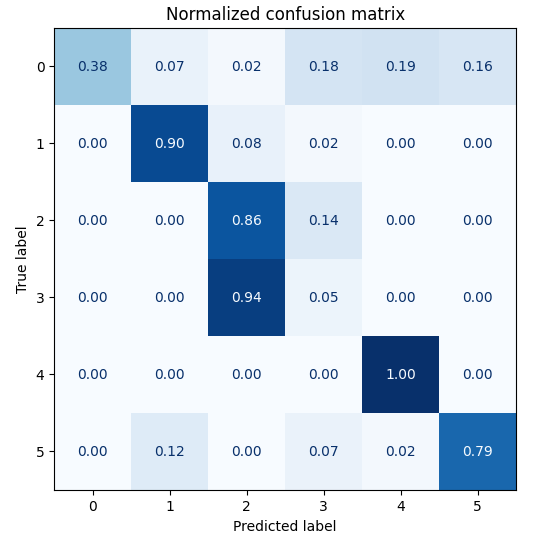 Normalized confusion matrix
0 0.38 0.07 0.02 0.18 0.19 0.16
1 0.00 0.90 0.08 0.02 0.00 0.00
2 0.00 0.00 0.86 0.14 0.00 0.00
3 0.00 0.00 0.94 0.05 0.00 0.00
4 0.00 0.00 0.00 0.00 1.00 0.00
5 0.00 0.12 0.00 0.07 0.02 0.79
0 1 2 3 4 5
True label
Predicted label